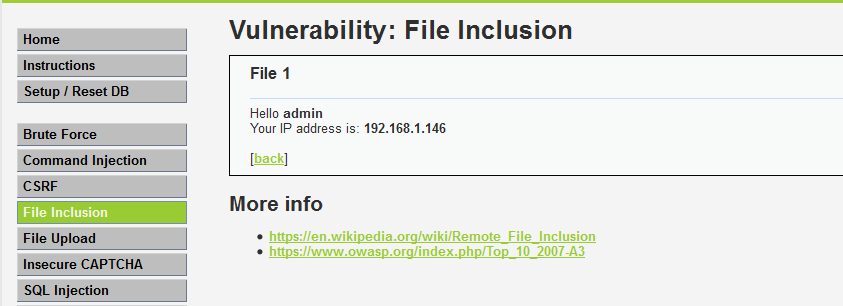 Home
Instructions
Setup / Reset DB
Brute Force
Command Injection
CSRF
File Inclusion
File Upload
Insecure CAPTCHA
SQL Injection
Vulnerability: File Inclusion
File 1
Hello admin
Your IP address is: 192.168.1.146
[back]
More info
https://en.wikipedia.org/wiki/Remote_File_Inclusion
https://www.owasp.org/index.php/Top_10_2007-A3